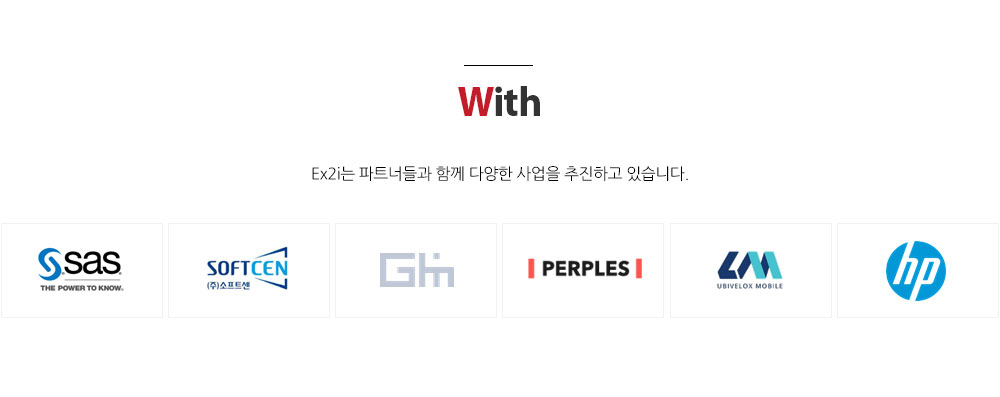 With
Ex2i는 파트너들과 함께 다양한 사업을 추진하고 있습니다.
sas
THE POWER TO KNOW.
SOFTCEN
(주)소프트센
PERPLES
UBIVELOX MOBILE
hp